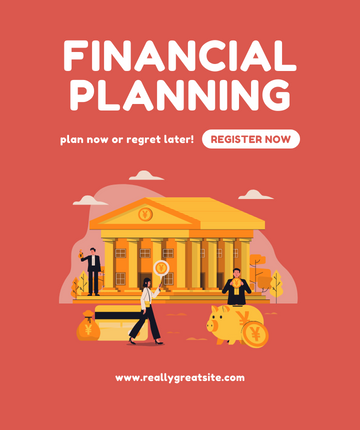 FINANCIAL
PLANNING
plan now or regret later! REGISTER NOW
www.reallygreatsite.com